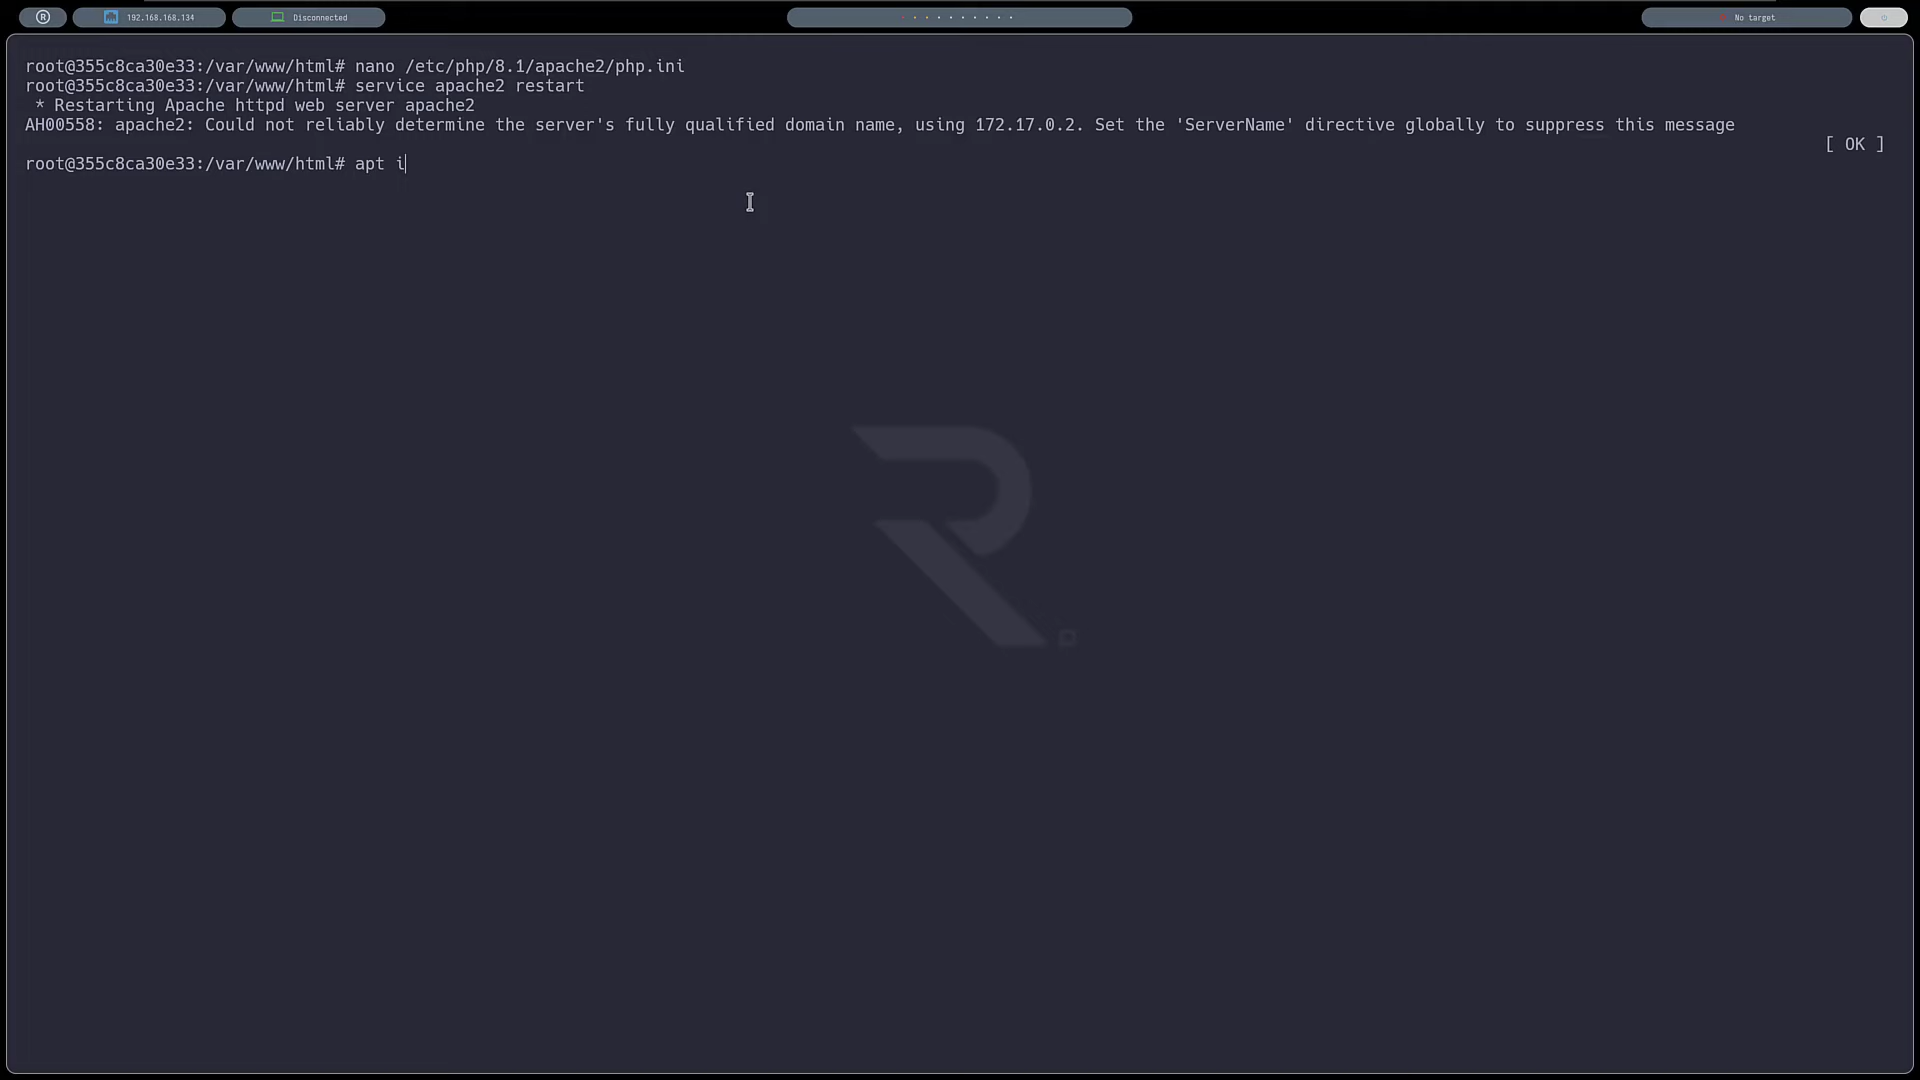 R 192.168.168.134 Disconnected No target
root@355c8ca30e33:/var/www/html# nano /etc/php/8.1/apache2/php.ini
root@355c8ca30e33:/var/www/html# service apache2 restart
* Restarting Apache httpd web server apache2
AH00558: apache2: Could not reliably determine the server's fully qualified domain name, using 172.17.0.2. Set the 'ServerName' directive globally to suppress this message
[ OK ]
root@355c8ca30e33:/var/www/html# apt i